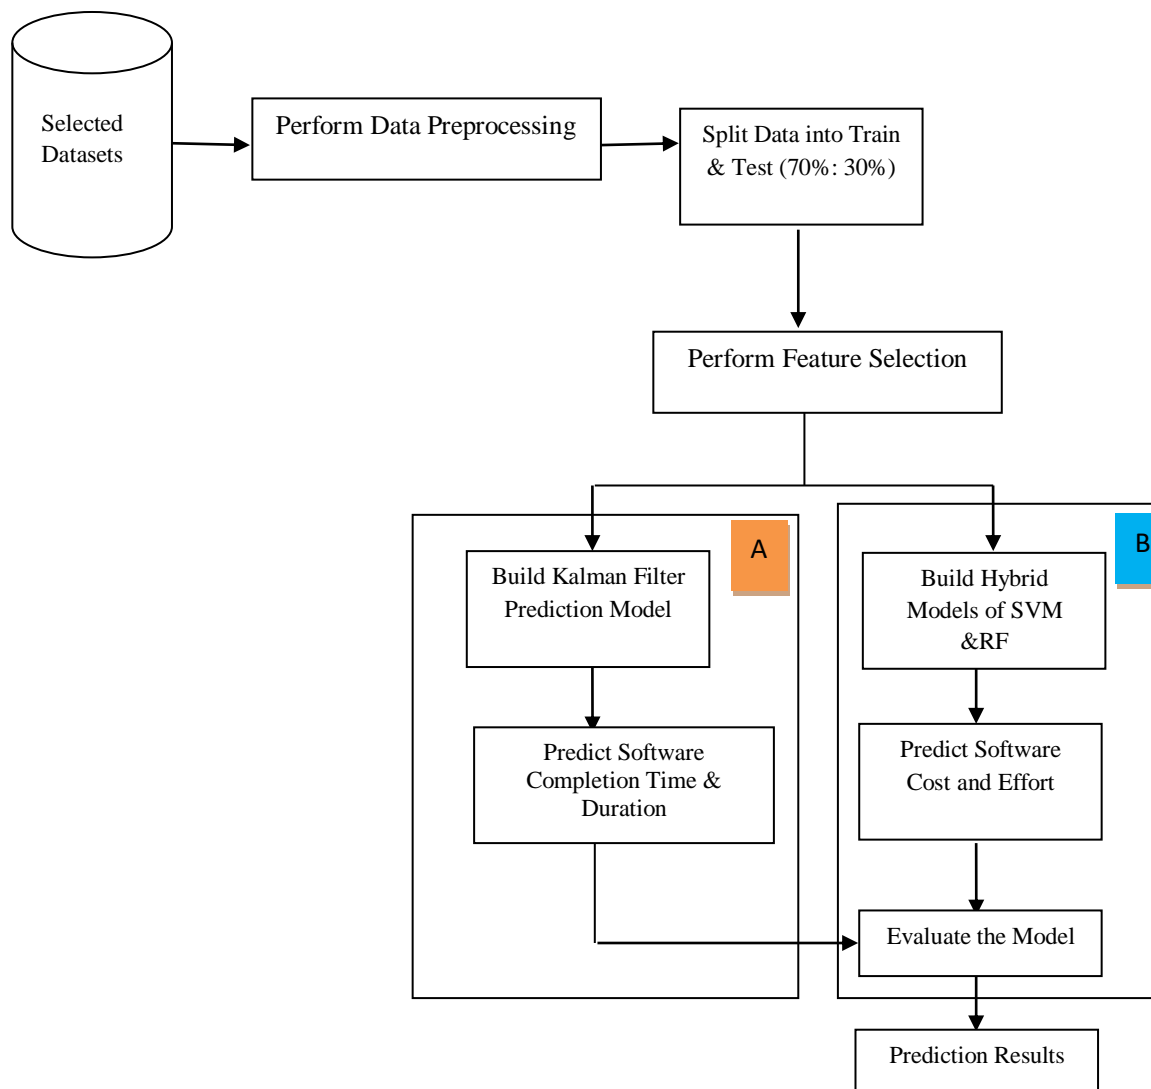 Selected
Datasets
Perform Data Preprocessing
Split Data into Train
& Test (70%: 30%)
Perform Feature Selection
A
Build Kalman Filter
Prediction Model
Predict Software
Completion Time &
Duration
B
Build Hybrid
Models of SVM
&RF
Predict Software
Cost and Effort
Evaluate the Model
Prediction Results